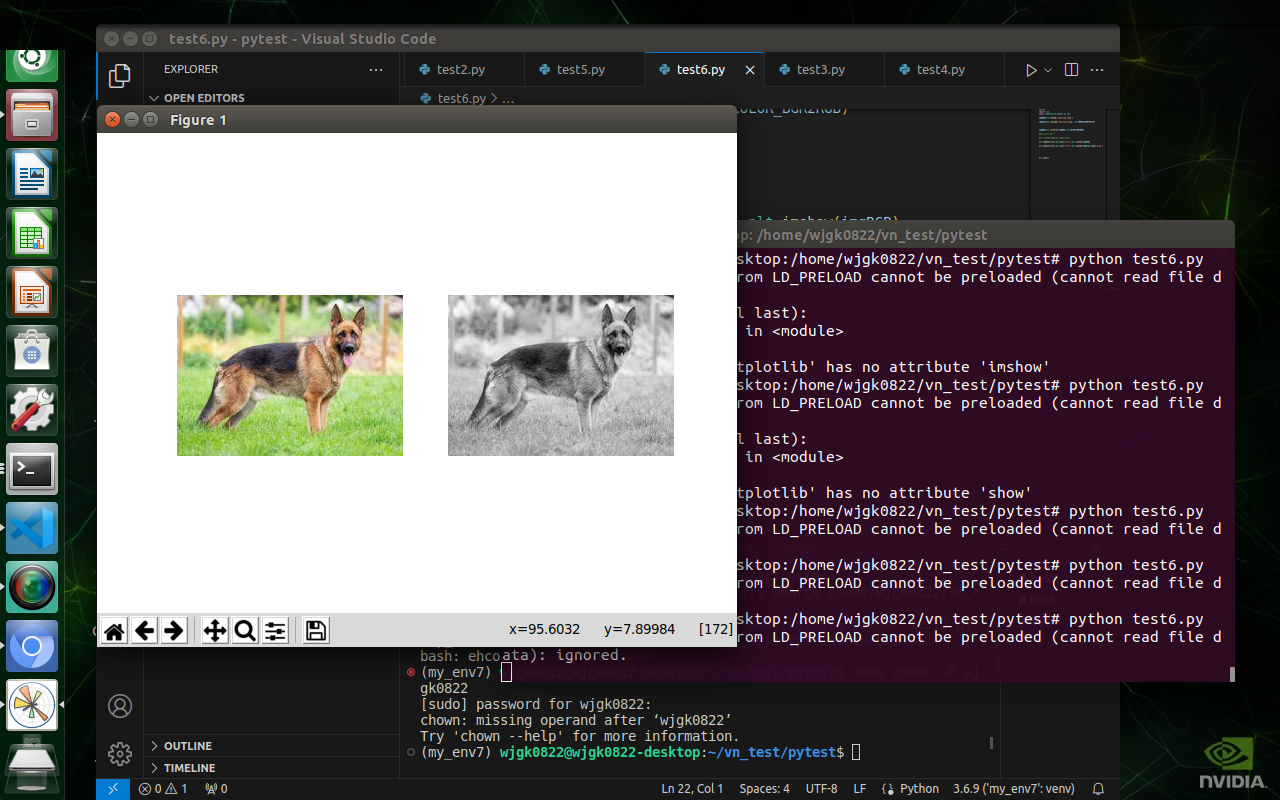 test6.py - pytest - Visual Studio Code
EXPLORER
test2.py
test5.py
test6.py
test3.py
test4.py
OPEN EDITORS
test6.py > ...
Figure 1
plt.imshow(imgRGB)
op: /home/wjgk0822/vn_test/pytest
sktop:/home/wjgk0822/vn_test/pytest# python test6.py
rom LD_PRELOAD cannot be preloaded (cannot read file d
l last):
in <module>
tplotlib' has no attribute 'imshow'
sktop:/home/wjgk0822/vn_test/pytest# python test6.py
rom LD_PRELOAD cannot be preloaded (cannot read file d
l last):
in <module>
tplotlib' has no attribute 'show'
sktop:/home/wjgk0822/vn_test/pytest# python test6.py
rom LD_PRELOAD cannot be preloaded (cannot read file d
sktop:/home/wjgk0822/vn_test/pytest# python test6.py
rom LD_PRELOAD cannot be preloaded (cannot read file d
sktop:/home/wjgk0822/vn_test/pytest# python test6.py
rom LD_PRELOAD cannot be preloaded (cannot read file d
x=95.6032 y=7.89984 [172]
ata): ignored.
bash: ehco
(my_env7)
gk0822
[sudo] password for wjgk0822:
chown: missing operand after ‘wjgk0822’
Try 'chown --help' for more information.
(my_env7) wjgk0822@wjgk0822-desktop:~/vn_test/pytest$
OUTLINE
TIMELINE
0 1 0
Ln 22, Col 1
Spaces: 4
UTF-8
LF
Python
3.6.9 ('my_env7': venv)
NVIDIA.